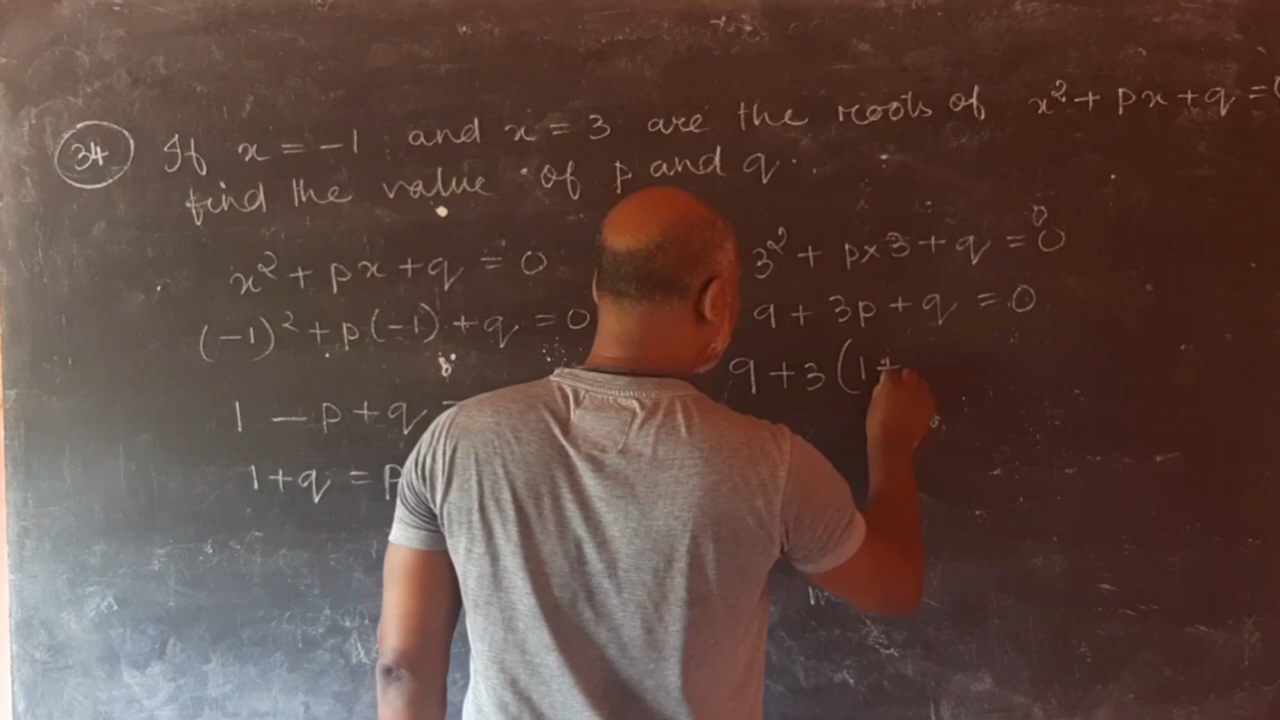 34 If x = -1 and x = 3 are the roots of x² + px + q = 0
find the value of p and q.
x² + px + q = 0
(-1)² + p(-1) + q = 0
1 - p + q =
1 + q = p
3² + p×3 + q = 0
9 + 3p + q = 0
9 + 3(1+